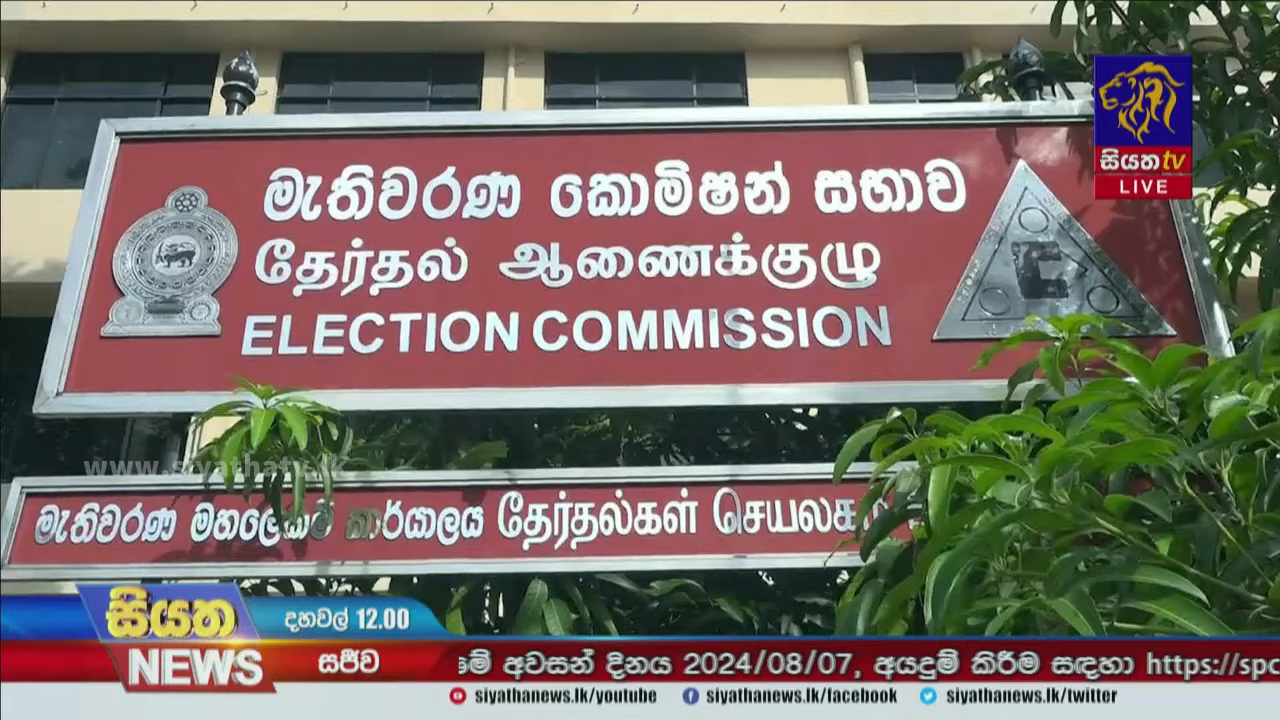 සියත tv
LIVE
මැතිවරණ කොමිෂන් සභාව
தேர்தல் ஆணைக்குழு
ELECTION COMMISSION
E
www.siyathatv.lk
මැතිවරණ මහලේකම් කාර්යාලය தேர்தல்கள்
සියත
NEWS
දහවල් 12.00
සජීව
අවසන් දිනය 2024/08/07, අයදුම් කිරීම සඳහා https://spc
siyathanews.lk/youtube siyathanews.lk/facebook siyathanews.lk/twitter